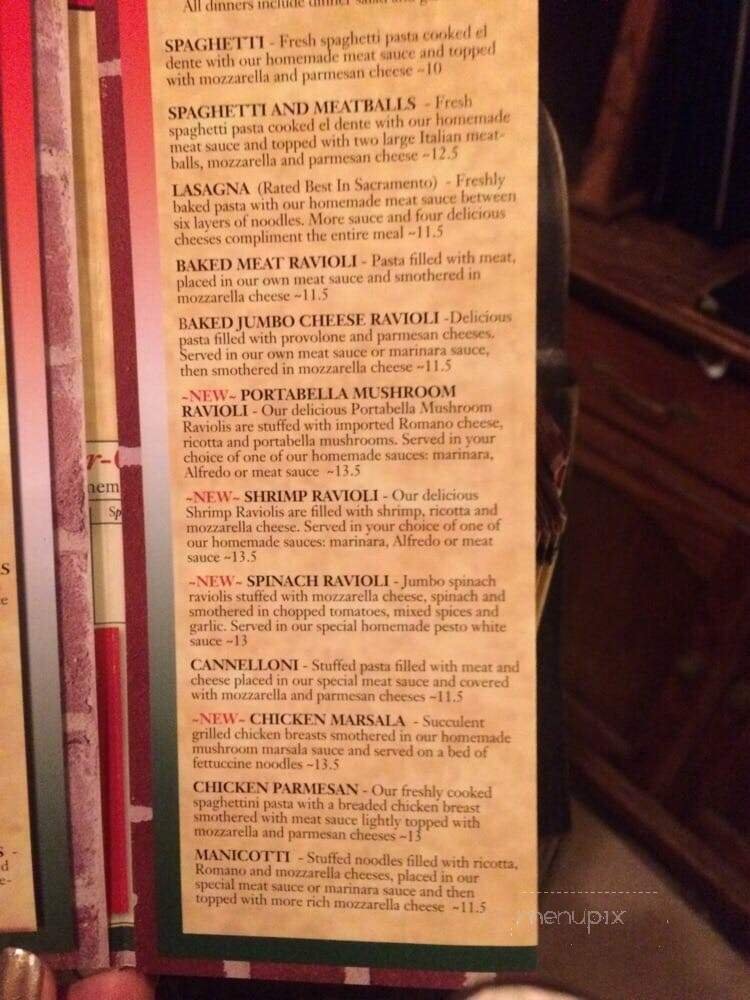 All dinners include dinner salad and
SPAGHETTI - Fresh spaghetti pasta cooked el
dente with our homemade meat sauce and topped
with mozzarella and parmesan cheese ~10
SPAGHETTI AND MEATBALLS - Fresh
spaghetti pasta cooked el dente with our homemade
meat sauce and topped with two large Italian meat-
balls, mozzarella and parmesan cheese ~12.5
LASAGNA (Rated Best In Sacramento) - Freshly
baked pasta with our homemade meat sauce between
six layers of noodles. More sauce and four delicious
cheeses compliment the entire meal ~11.5
BAKED MEAT RAVIOLI - Pasta filled with meat,
placed in our own meat sauce and smothered in
mozzarella cheese ~11.5
BAKED JUMBO CHEESE RAVIOLI -Delicious
pasta filled with provolone and parmesan cheeses.
Served in our own meat sauce or marinara sauce,
then smothered in mozzarella cheese ~11.5
~NEW~ PORTABELLA MUSHROOM
RAVIOLI - Our delicious Portabella Mushroom
Raviolis are stuffed with imported Romano cheese,
ricotta and portabella mushrooms. Served in your
choice of one of our homemade sauces: marinara,
Alfredo or meat sauce ~13.5
~NEW~ SHRIMP RAVIOLI - Our delicious
Shrimp Raviolis are filled with shrimp, ricotta and
mozzarella cheese. Served in your choice of one of
our homemade sauces: marinara, Alfredo or meat
sauce ~13.5
~NEW~ SPINACH RAVIOLI - Jumbo spinach
raviolis stuffed with mozzarella cheese, spinach and
smothered in chopped tomatoes, mixed spices and
garlic. Served in our special homemade pesto white
sauce ~13
CANNELLONI - Stuffed pasta filled with meat and
cheese placed in our special meat sauce and covered
with mozzarella and parmesan cheeses ~11.5
~NEW~ CHICKEN MARSALA - Succulent
grilled chicken breasts smothered in our homemade
mushroom marsala sauce and served on a bed of
fettuccine noodles ~13.5
CHICKEN PARMESAN - Our freshly cooked
spaghettini pasta with a breaded chicken breast
smothered with meat sauce lightly topped with
mozzarella and parmesan cheeses ~13
MANICOTTI - Stuffed noodles filled with ricotta,
Romano and mozzarella cheeses, placed in our
special meat sauce or marinara sauce and then
topped with more rich mozzarella cheese ~11.5
menupix